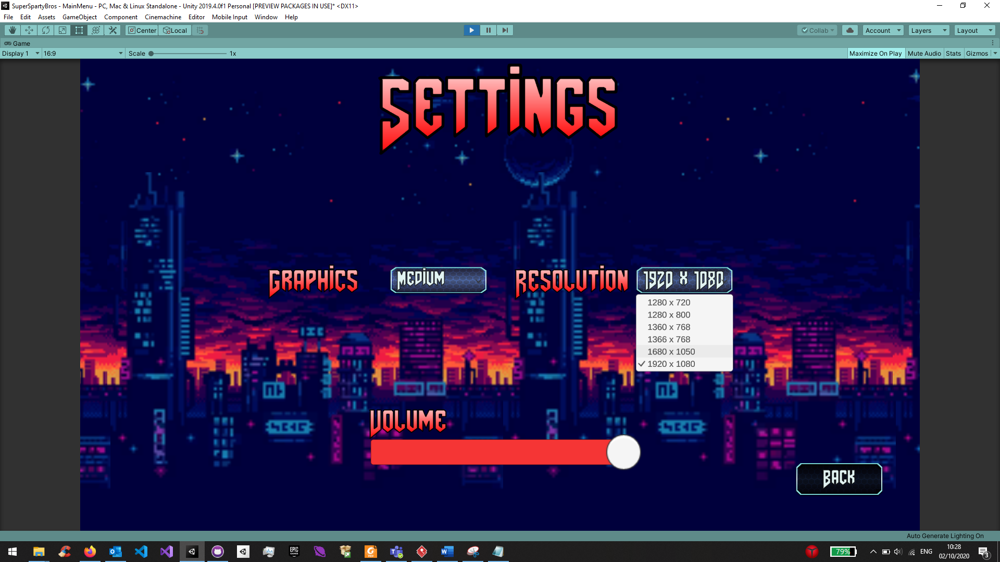 SuperSpartyBros - MainMenu - PC, Mac & Linux Standalone - Unity 2019.4.0f1 Personal [PREVIEW PACKAGES IN USE]* <DX11>
File Edit Assets GameObject Component Cinemachine Editor Mobile Input Window Help
Center Local Collab Account Layers Layout
Game
Display 1 16:9 Scale 1x Maximize On Play Mute Audio Stats Gizmos
SETTINGS
GRAPHICS MEDIUM RESOLUTION 1920 X 1080
1280 x 720
1280 x 800
1360 x 768
1366 x 768
1680 x 1050
1920 x 1080
VOLUME
BACK
Auto Generate Lighting On
EPIC
GAMES
PDF
79% ENG 10:28
02/10/2020
3